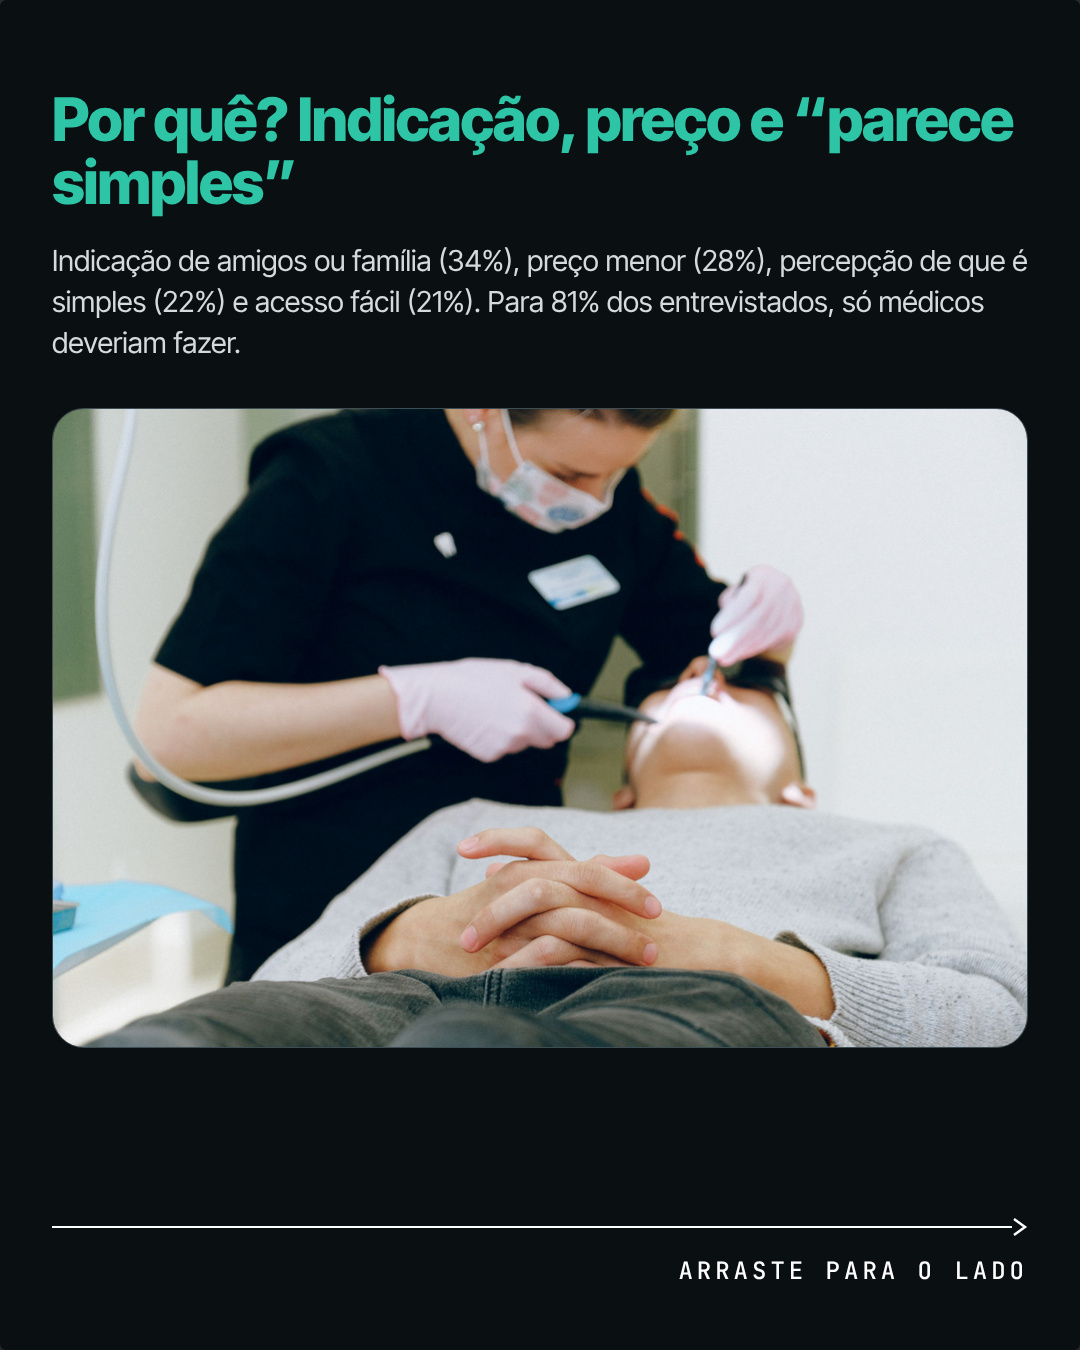 Por quê? Indicação, preço e “parece
simples”
Indicação de amigos ou família (34%), preço menor (28%), percepção de que é
simples (22%) e acesso fácil (21%). Para 81% dos entrevistados, só médicos
deveriam fazer.
ARRASTE PARA O LADO